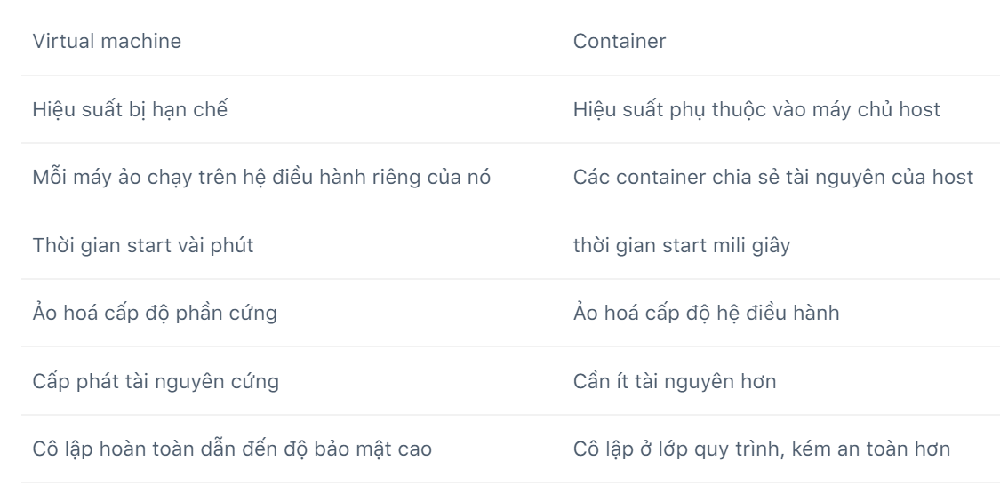 Virtual machine Container
Hiệu suất bị hạn chế Hiệu suất phụ thuộc vào máy chủ host
Mỗi máy ảo chạy trên hệ điều hành riêng của nó Các container chia sẻ tài nguyên của host
Thời gian start vài phút thời gian start mili giây
Ảo hoá cấp độ phần cứng Ảo hoá cấp độ hệ điều hành
Cấp phát tài nguyên cứng Cần ít tài nguyên hơn
Cô lập hoàn toàn dẫn đến độ bảo mật cao Cô lập ở lớp quy trình, kém an toàn hơn